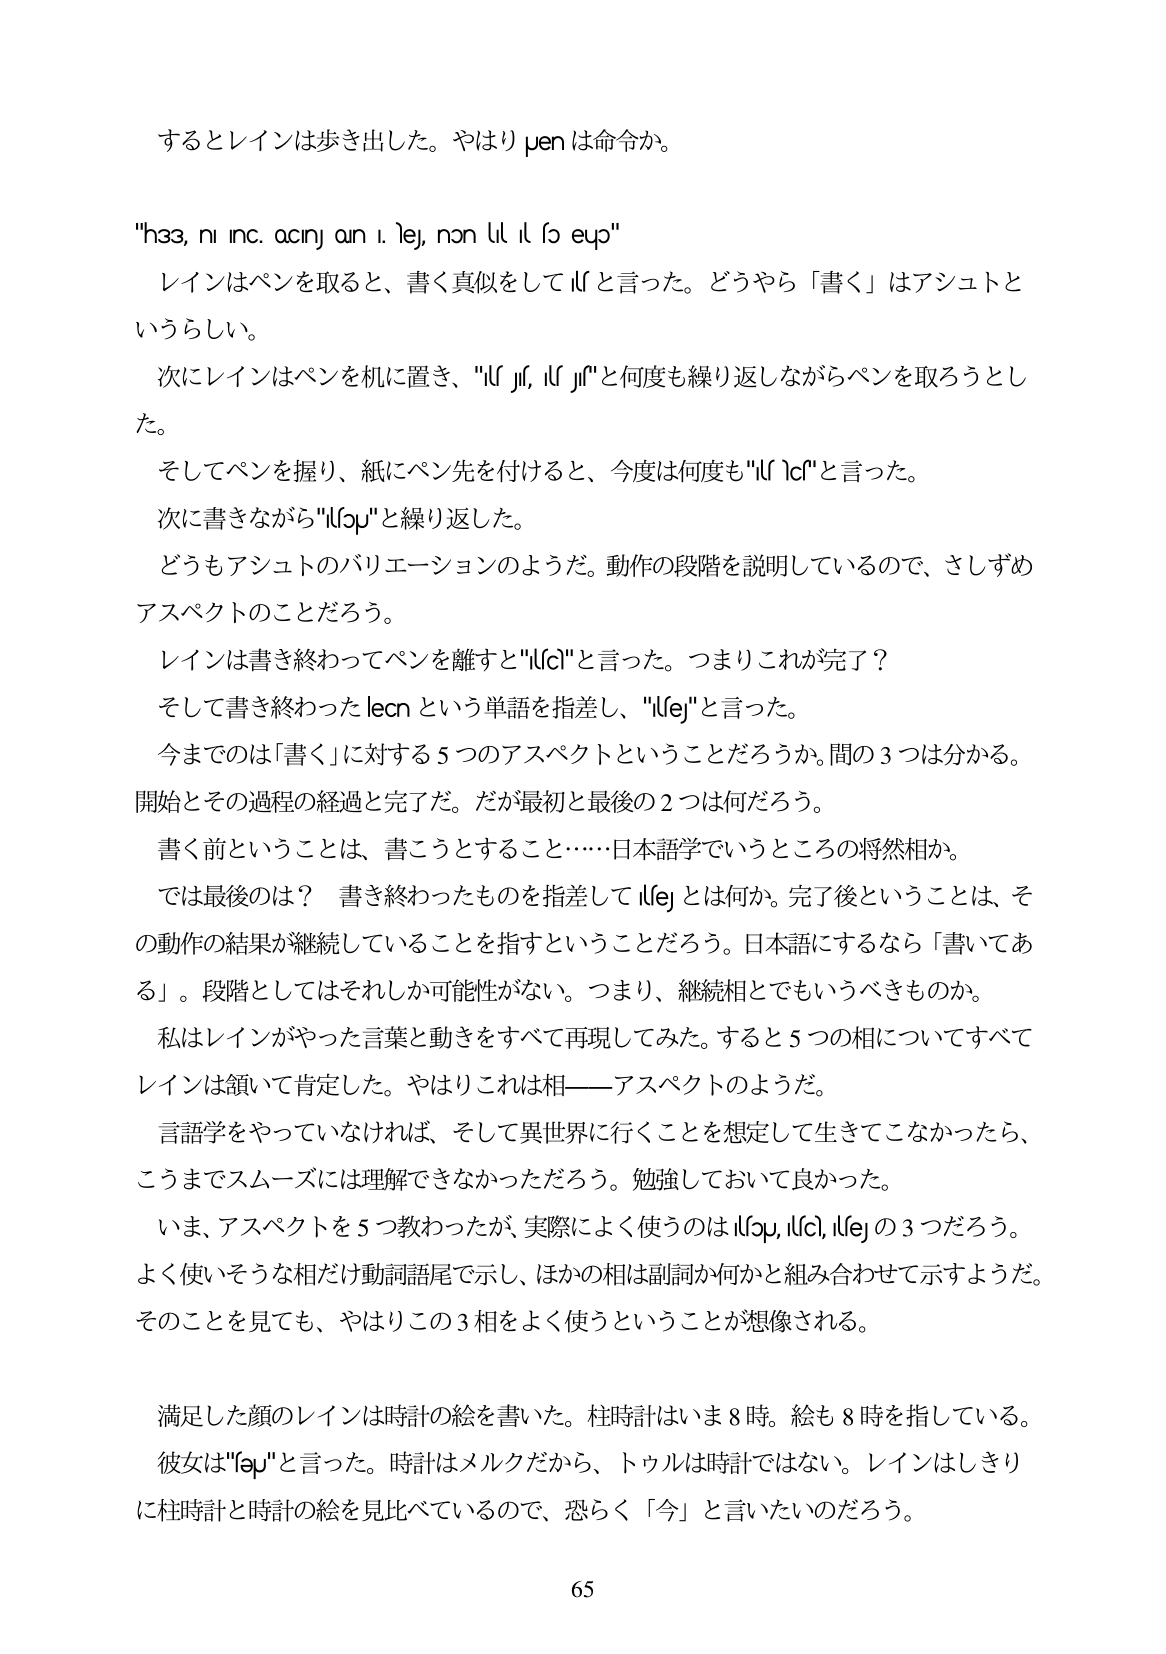 するとレインは歩き出した。やはり μen は命令か。
"hɜɜ, nı ınc. ɑcınȷ ɑın ı. Ɩeȷ, nɔn lıl ıl ſɔ eyɔ"
レインはペンを取ると、書く真似をして ılſ と言った。どうやら「書く」はアシュトと
いうらしい。
次にレインはペンを机に置き、"ılſ ȷıſ, ılſ ȷıſ"と何度も繰り返しながらペンを取ろうとし
た。
そしてペンを握り、紙にペン先を付けると、今度は何度も"ılſ Ɩcſ"と言った。
次に書きながら"ılſɔμ"と繰り返した。
どうもアシュトのバリエーションのようだ。動作の段階を説明しているので、さしずめ
アスペクトのことだろう。
レインは書き終わってペンを離すと"ılſcƖ"と言った。つまりこれが完了？
そして書き終わった lecn という単語を指差し、"ılſeȷ"と言った。
今までのは「書く」に対する 5 つのアスペクトということだろうか。間の 3 つは分かる。
開始とその過程の経過と完了だ。だが最初と最後の 2 つは何だろう。
書く前ということは、書こうとすること……日本語学でいうところの将然相か。
では最後のは？　書き終わったものを指差して ılſeȷ とは何か。完了後ということは、そ
の動作の結果が継続していることを指すということだろう。日本語にするなら「書いてあ
る」。段階としてはそれしか可能性がない。つまり、継続相とでもいうべきものか。
私はレインがやった言葉と動きをすべて再現してみた。すると 5 つの相についてすべて
レインは頷いて肯定した。やはりこれは相――アスペクトのようだ。
言語学をやっていなければ、そして異世界に行くことを想定して生きてこなかったら、
こうまでスムーズには理解できなかっただろう。勉強しておいて良かった。
いま、アスペクトを 5 つ教わったが、実際によく使うのは ılſɔμ, ılſcƖ, ılſeȷ の 3 つだろう。
よく使いそうな相だけ動詞語尾で示し、ほかの相は副詞か何かと組み合わせて示すようだ。
そのことを見ても、やはりこの 3 相をよく使うということが想像される。
満足した顔のレインは時計の絵を書いた。柱時計はいま 8 時。絵も 8 時を指している。
彼女は"ſəμ"と言った。時計はメルクだから、トゥルは時計ではない。レインはしきり
に柱時計と時計の絵を見比べているので、恐らく「今」と言いたいのだろう。
65